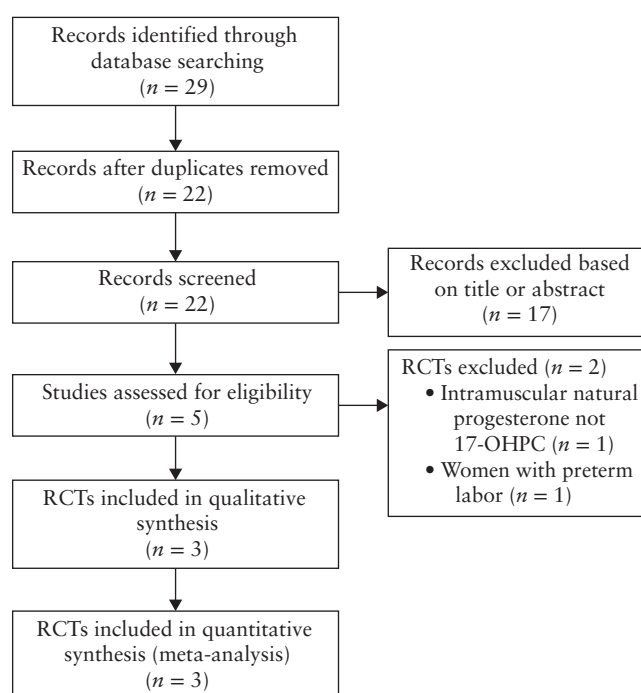 Records identified through
database searching
(n = 29)
Records after duplicates removed
(n = 22)
Records screened
(n = 22)
Records excluded based
on title or abstract
(n = 17)
Studies assessed for eligibility
(n = 5)
RCTs excluded (n = 2)
• Intramuscular natural
progesterone not
17-OHPC (n = 1)
• Women with preterm
labor (n = 1)
RCTs included in qualitative
synthesis
(n = 3)
RCTs included in quantitative
synthesis (meta-analysis)
(n = 3)